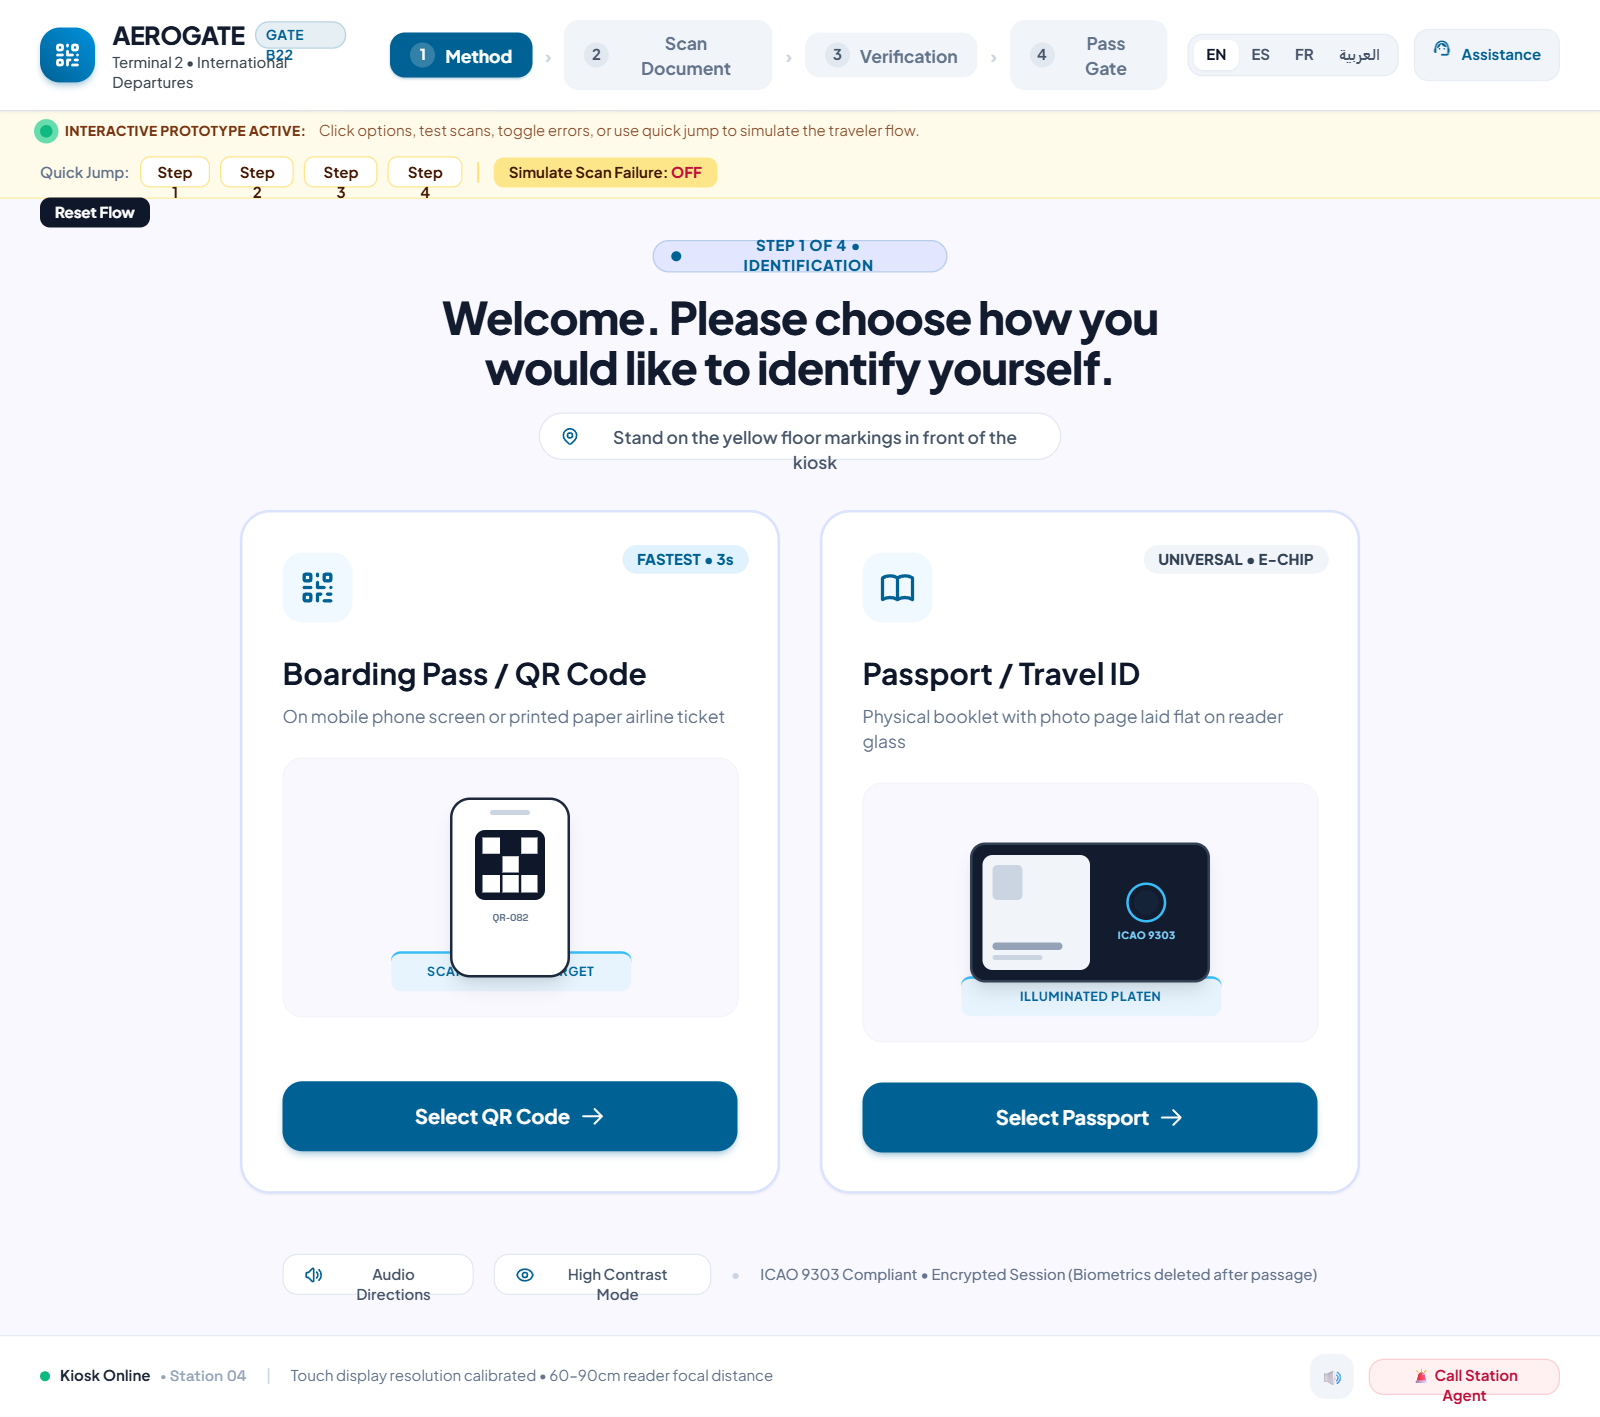 AEROGATE
GATE
B22
Terminal 2 • International
Departures
1 Method
›
2 Scan
Document
›
3 Verification
›
4 Pass
Gate
EN ES FR العربية
Assistance
INTERACTIVE PROTOTYPE ACTIVE: Click options, test scans, toggle errors, or use quick jump to simulate the traveler flow.
Quick Jump:
Step
1
Step
2
Step
3
Step
4
Simulate Scan Failure: OFF
Reset Flow
STEP 1 OF 4 •
IDENTIFICATION
Welcome. Please choose how you
would like to identify yourself.
Stand on the yellow floor markings in front of the
kiosk
FASTEST • 3s
Boarding Pass / QR Code
On mobile phone screen or printed paper airline ticket
QR-082
Select QR Code →
UNIVERSAL • E-CHIP
Passport / Travel ID
Physical booklet with photo page laid flat on reader
glass
ICAO 9303
ILLUMINATED PLATEN
Select Passport →
Audio
Directions
High Contrast
Mode
• ICAO 9303 Compliant • Encrypted Session (Biometrics deleted after passage)
Kiosk Online • Station 04 | Touch display resolution calibrated • 60–90cm reader focal distance
Call Station
Agent